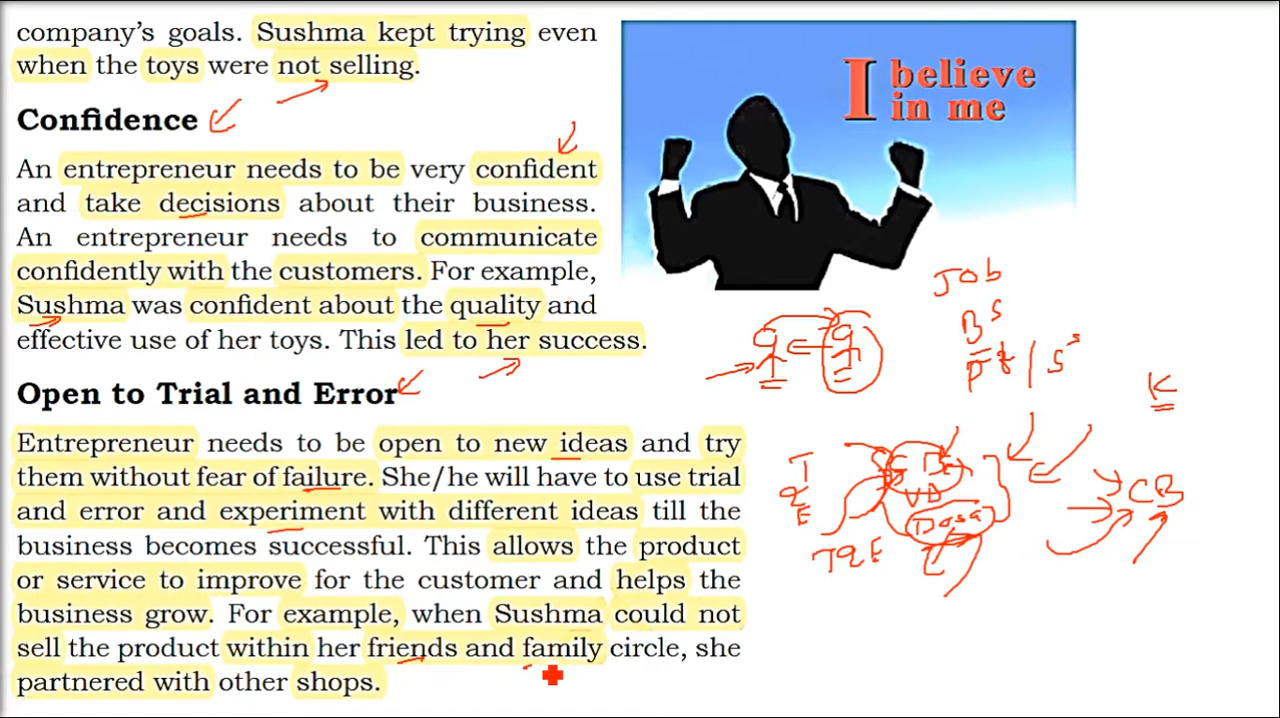 company's goals. Sushma kept trying even
when the toys were not selling.
Confidence
An entrepreneur needs to be very confident
and take decisions about their business.
An entrepreneur needs to communicate
confidently with the customers. For example,
Sushma was confident about the quality and
effective use of her toys. This led to her success.
Open to Trial and Error
Entrepreneur needs to be open to new ideas and try
them without fear of failure. She/he will have to use trial
and error and experiment with different ideas till the
business becomes successful. This allows the product
or service to improve for the customer and helps the
business grow. For example, when Sushma could not
sell the product within her friends and family circle, she
partnered with other shops.
I believe
in me
Job
K
CB